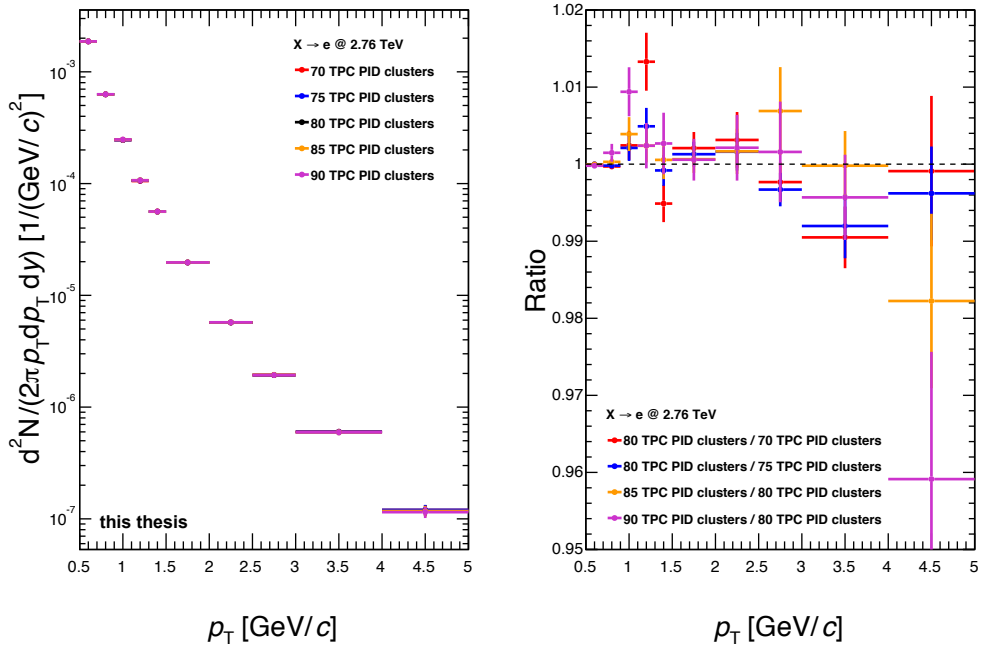 X → e @ 2.76 TeV
70 TPC PID clusters
75 TPC PID clusters
80 TPC PID clusters
85 TPC PID clusters
90 TPC PID clusters
d²N/(2π p_T dp_T dy) [1/(GeV/c)²]
10⁻³
10⁻⁴
10⁻⁵
10⁻⁶
10⁻⁷
this thesis
0.5 1 1.5 2 2.5 3 3.5 4 4.5 5
p_T [GeV/c]
Ratio
1.02
1.01
1
0.99
0.98
0.97
0.96
0.95
X → e @ 2.76 TeV
80 TPC PID clusters / 70 TPC PID clusters
80 TPC PID clusters / 75 TPC PID clusters
85 TPC PID clusters / 80 TPC PID clusters
90 TPC PID clusters / 80 TPC PID clusters
0.5 1 1.5 2 2.5 3 3.5 4 4.5 5
p_T [GeV/c]